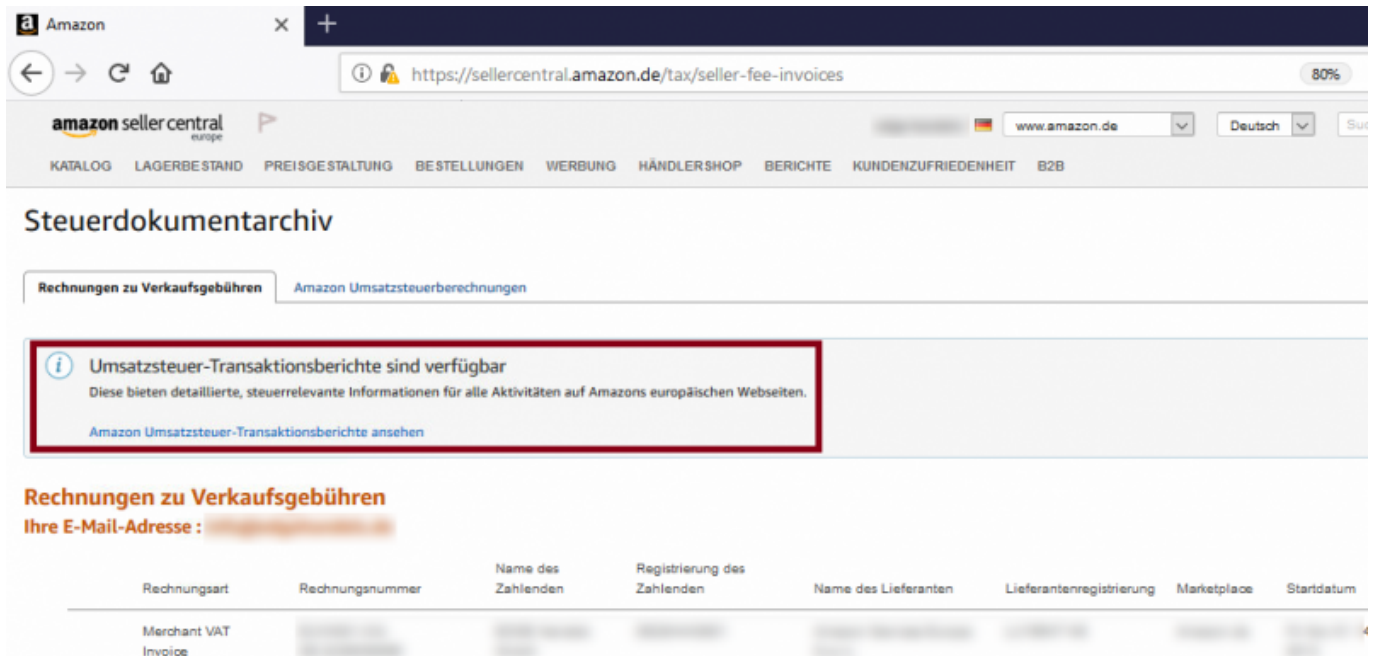 Amazon
https://sellercentral.amazon.de/tax/seller-fee-invoices 80%
amazon seller central europe www.amazon.de Deutsch
KATALOG LAGERBESTAND PREISGESTALTUNG BESTELLUNGEN WERBUNG HÄNDLERSHOP BERICHTE KUNDENZUFRIEDENHEIT B2B
Steuerdokumentarchiv
Rechnungen zu Verkaufsgebühren Amazon Umsatzsteuerberechnungen
Umsatzsteuer-Transaktionsberichte sind verfügbar
Diese bieten detaillierte, steuerrelevante Informationen für alle Aktivitäten auf Amazons europäischen Webseiten.
Amazon Umsatzsteuer-Transaktionsberichte ansehen
Rechnungen zu Verkaufsgebühren
Ihre E-Mail-Adresse :
Rechnungsart Rechnungsnummer Name des Zahlenden Registrierung des Zahlenden Name des Lieferanten Lieferantenregistrierung Marketplace Startdatum
Merchant VAT
Invoice